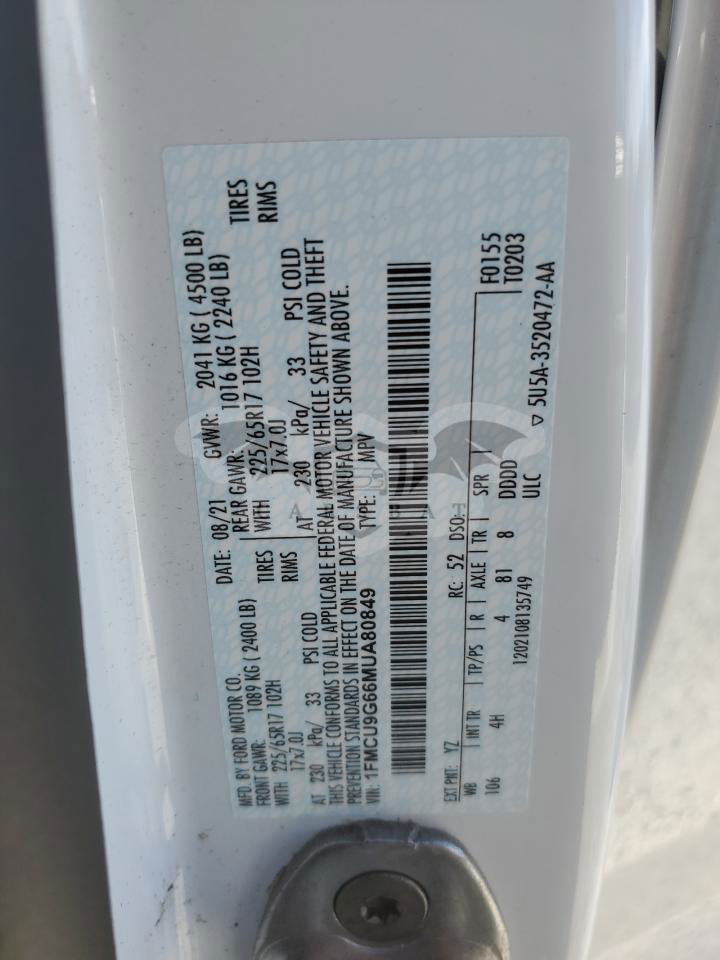 MFD. BY FORD MOTOR CO.
DATE: 08/21 GVWR: 2041 KG ( 4500 LB)
FRONT GAWR: 1089 KG ( 2400 LB) REAR GAWR: 1016 KG ( 2240 LB)
WITH 225/65R17 102H TIRES WITH 225/65R17 102H TIRES
17x7.0J RIMS 17x7.0J RIMS
AT 230 kPa/ 33 PSI COLD AT 230 kPa/ 33 PSI COLD
THIS VEHICLE CONFORMS TO ALL APPLICABLE FEDERAL MOTOR VEHICLE SAFETY AND THEFT
PREVENTION STANDARDS IN EFFECT ON THE DATE OF MANUFACTURE SHOWN ABOVE.
VIN: 1FMCU9G66MUA80849 TYPE: MPV
EXT PNT: YZ RC: 52 DSO:
WB INT TR TP/PS R AXLE TR SPR F0155
106 4H 4 8I 8 DDDD T0203
1202108135749 ULC 5U5A-3520472-AA